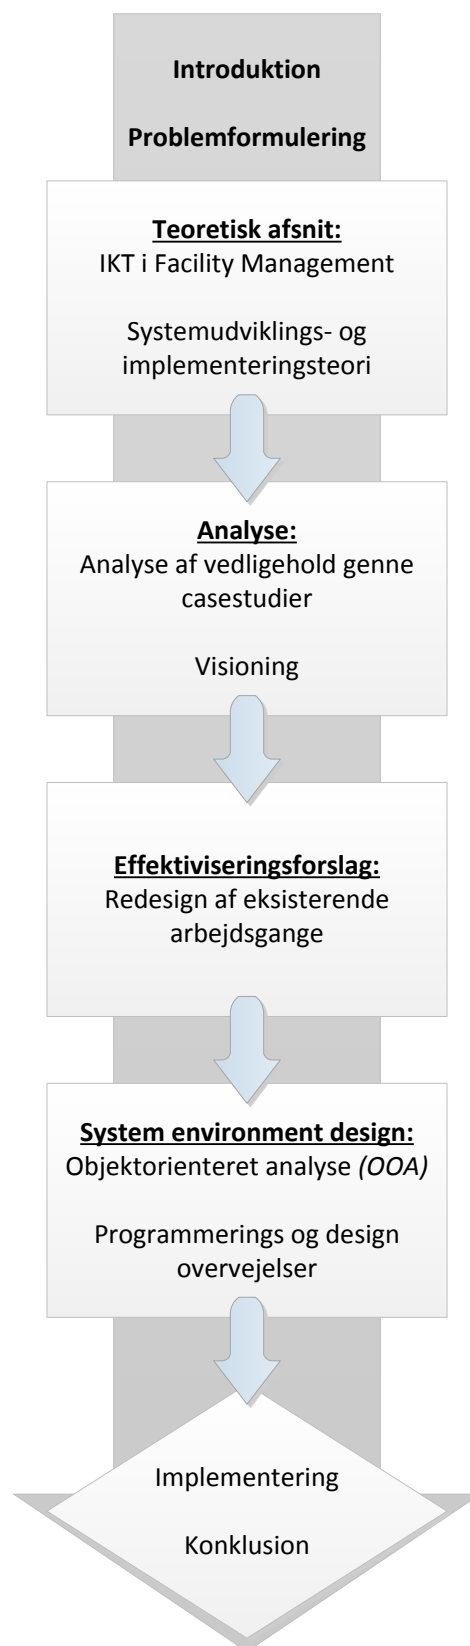 Introduktion
Problemformulering
Teoretisk afsnit:
IKT i Facility Management
Systemudviklings- og
implementeringsteori
Analyse:
Analyse af vedligehold genne
casestudier
Visioning
Effektiviseringsforslag:
Redesign af eksisterende
arbejdsgange
System environment design:
Objektorienteret analyse (OOA)
Programmerings og design
overvejelser
Implementering
Konklusion